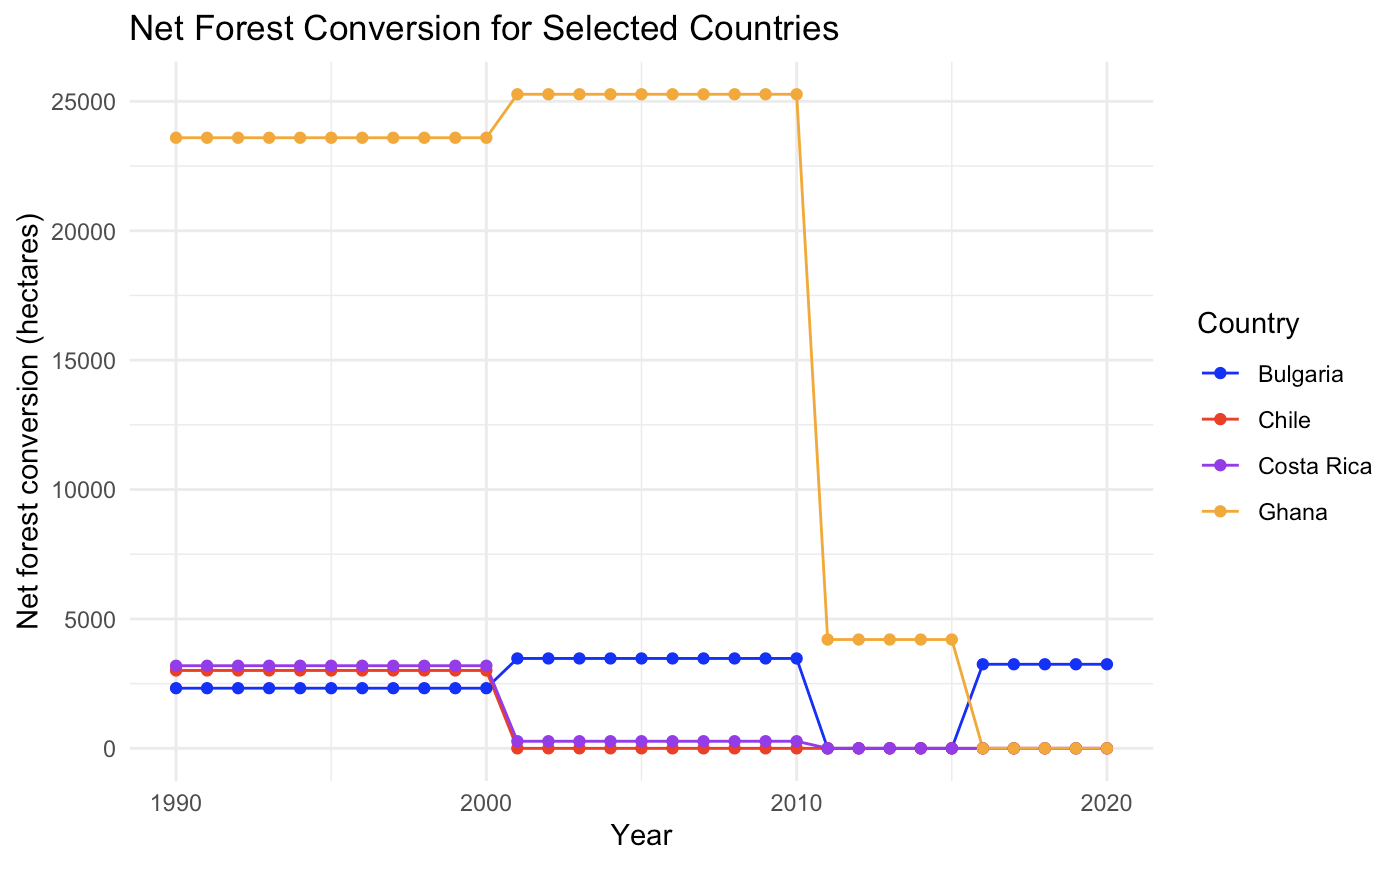 Net Forest Conversion for Selected Countries
Net forest conversion (hectares)
25000
20000
15000
10000
5000
0
1990 2000 2010 2020
Year
Country
Bulgaria
Chile
Costa Rica
Ghana